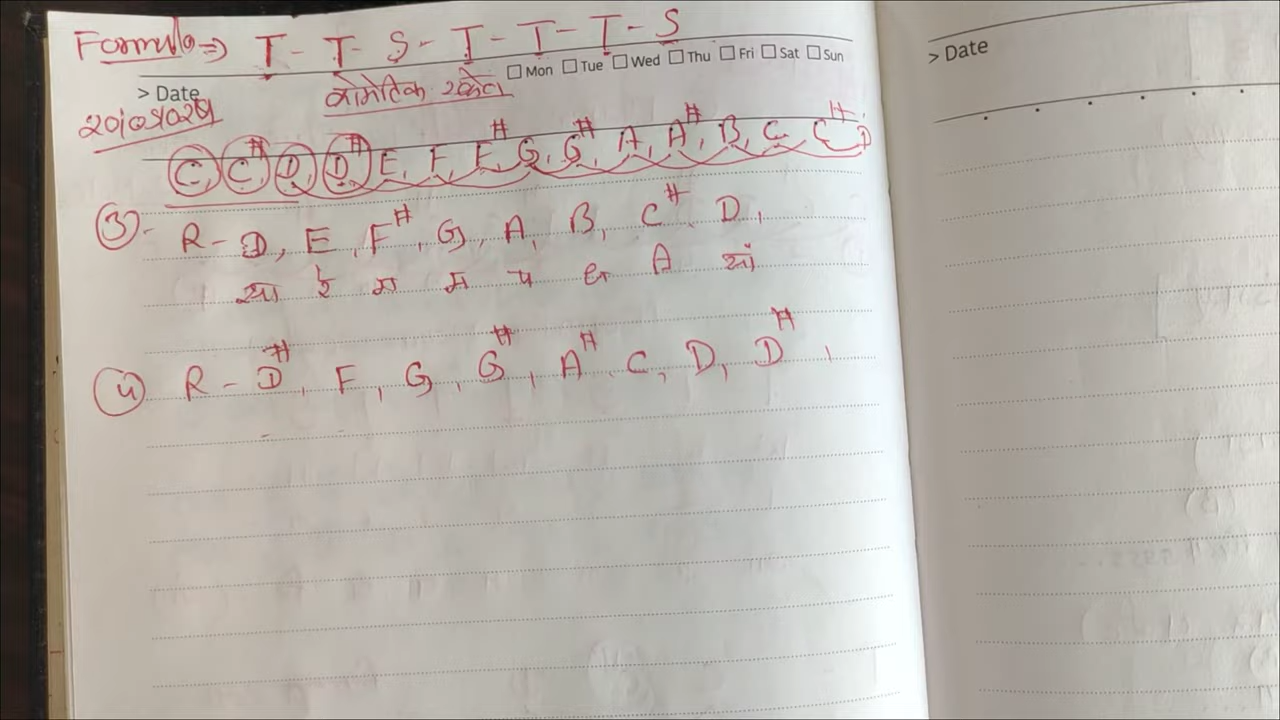 Formula ⇒ T - T - S - T - T - T - S
> Date
Mon Tue Wed Thu Fri Sat Sun
> Date
क्रोमेटिक स्केल
C, C#, D, D#, E, F, F#, G, G#, A, A#, B, C, C#, D
3. R - D, E, F#, G, A, B, C#, D,
सा रे ग म प ध A सां
4 R - D#, F, G, G#, A#, C, D, D#,